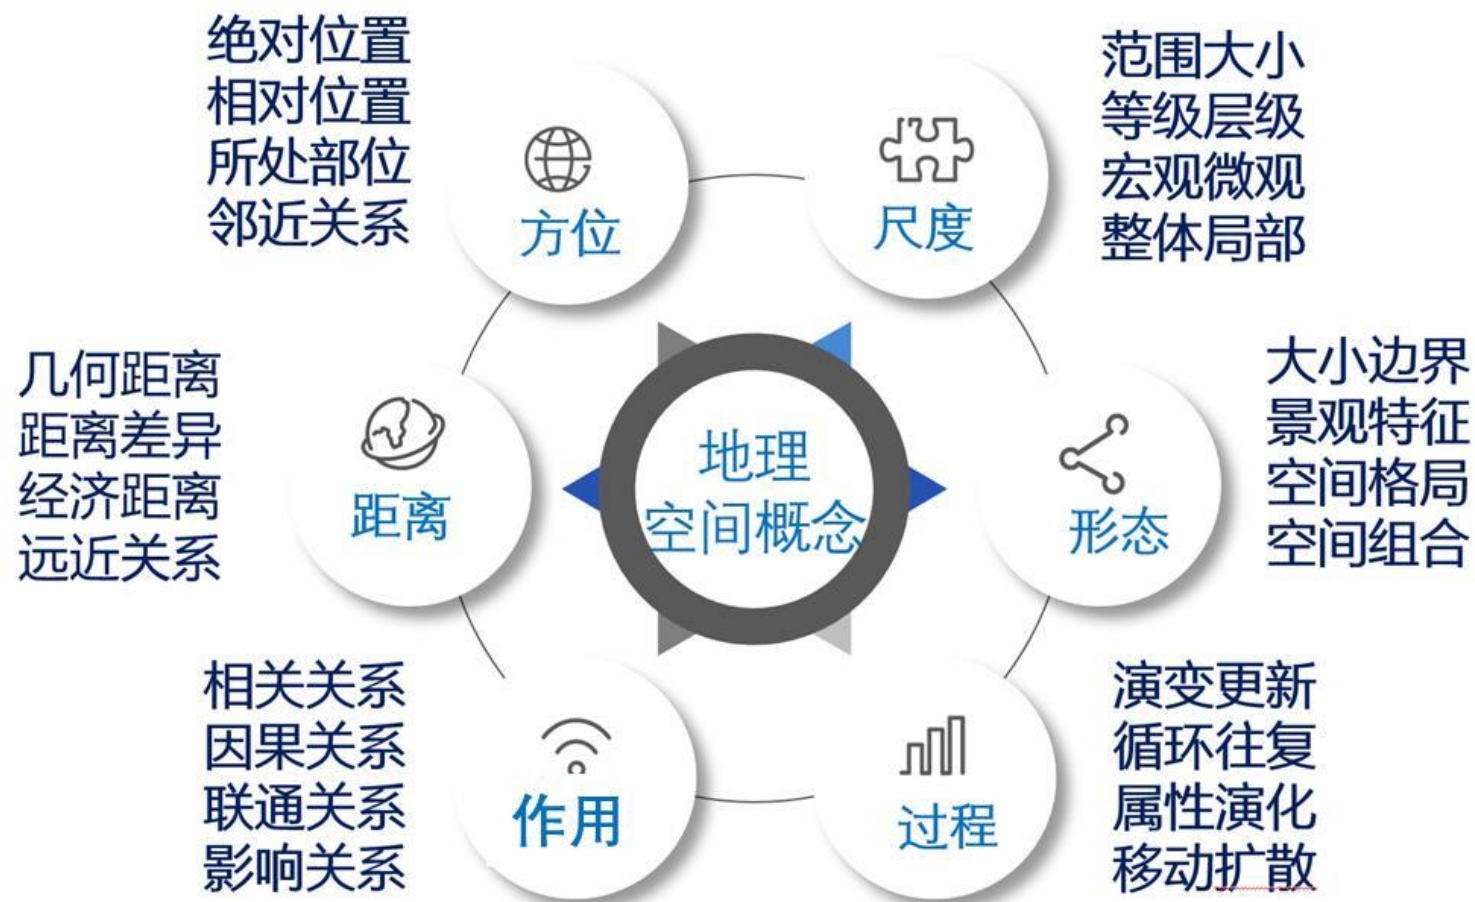 绝对位置
相对位置
所处部位
邻近关系
方位
范围大小
等级层级
宏观微观
整体局部
尺度
几何距离
距离差异
经济距离
远近关系
距离
地理
空间概念
大小边界
景观特征
空间格局
空间组合
形态
相关关系
因果关系
联通关系
影响关系
作用
演变更新
循环往复
属性演化
移动扩散
过程